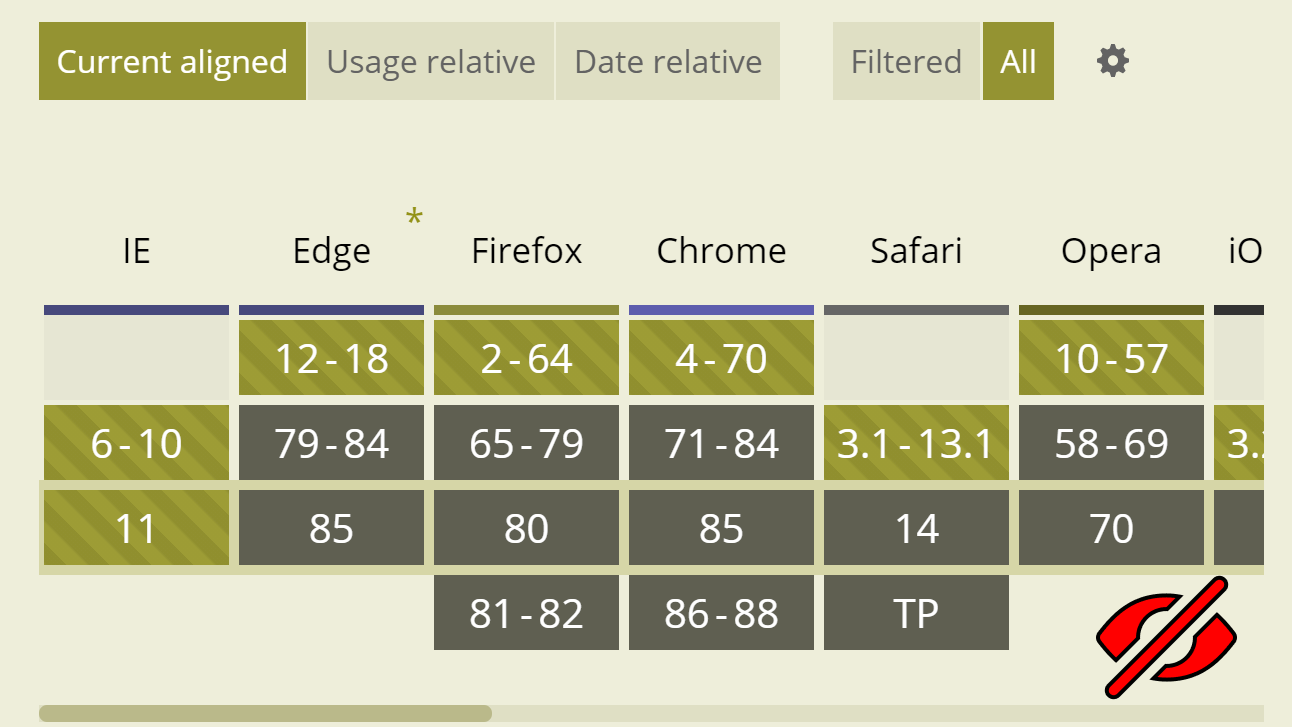 Current aligned Usage relative Date relative Filtered All
*
IE Edge Firefox Chrome Safari Opera iO
12-18 2-64 4-70 10-57
6-10 79-84 65-79 71-84 3.1-13.1 58-69 3.
11 85 80 85 14 70
81-82 86-88 TP